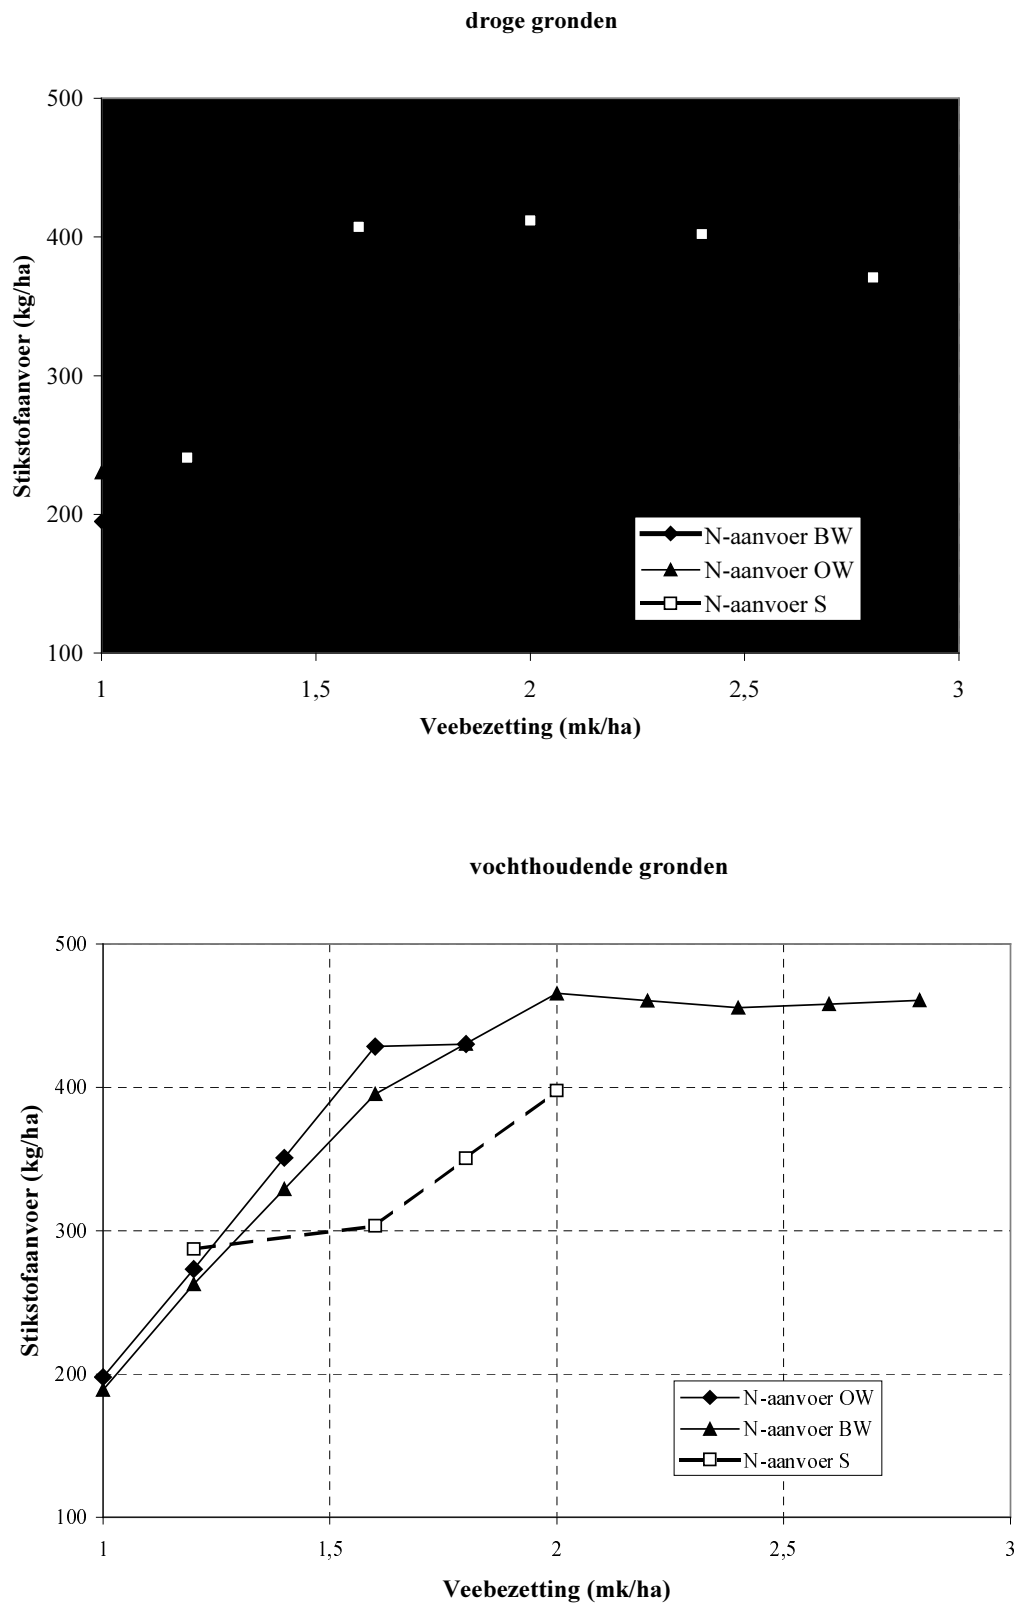 droge gronden
500
400
300
200
100
Stikstofaanvoer (kg/ha)
N-aanvoer BW
N-aanvoer OW
N-aanvoer S
1 1,5 2 2,5 3
Veebezetting (mk/ha)
vochthoudende gronden
500
400
300
200
100
Stikstofaanvoer (kg/ha)
N-aanvoer OW
N-aanvoer BW
N-aanvoer S
1 1,5 2 2,5 3
Veebezetting (mk/ha)